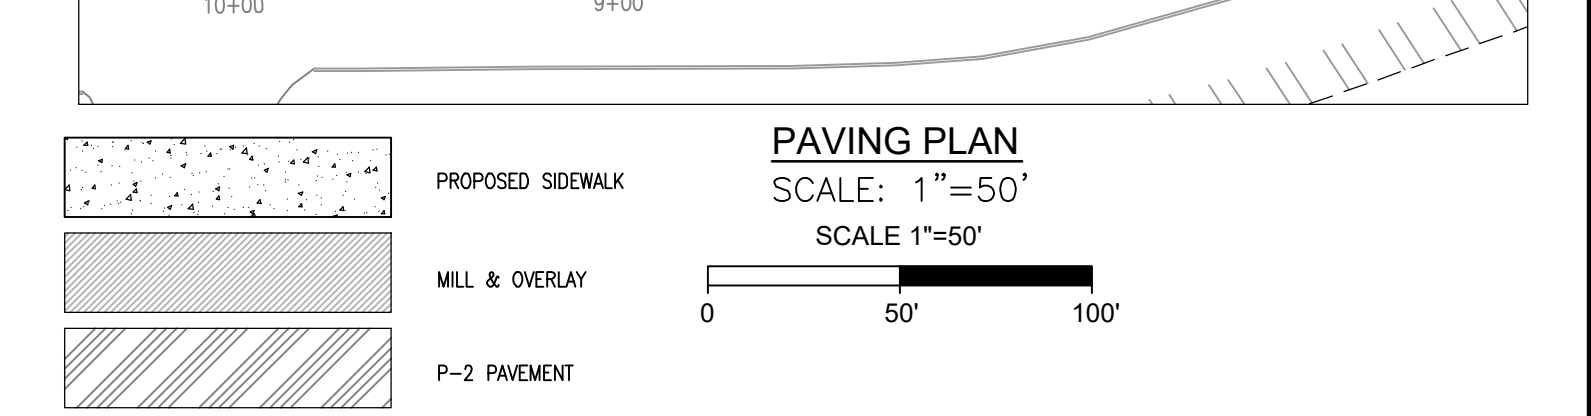 10+00 9+00
PAVING PLAN
SCALE: 1”=50’
SCALE 1"=50'
0 50' 100'
PROPOSED SIDEWALK
MILL & OVERLAY
P-2 PAVEMENT